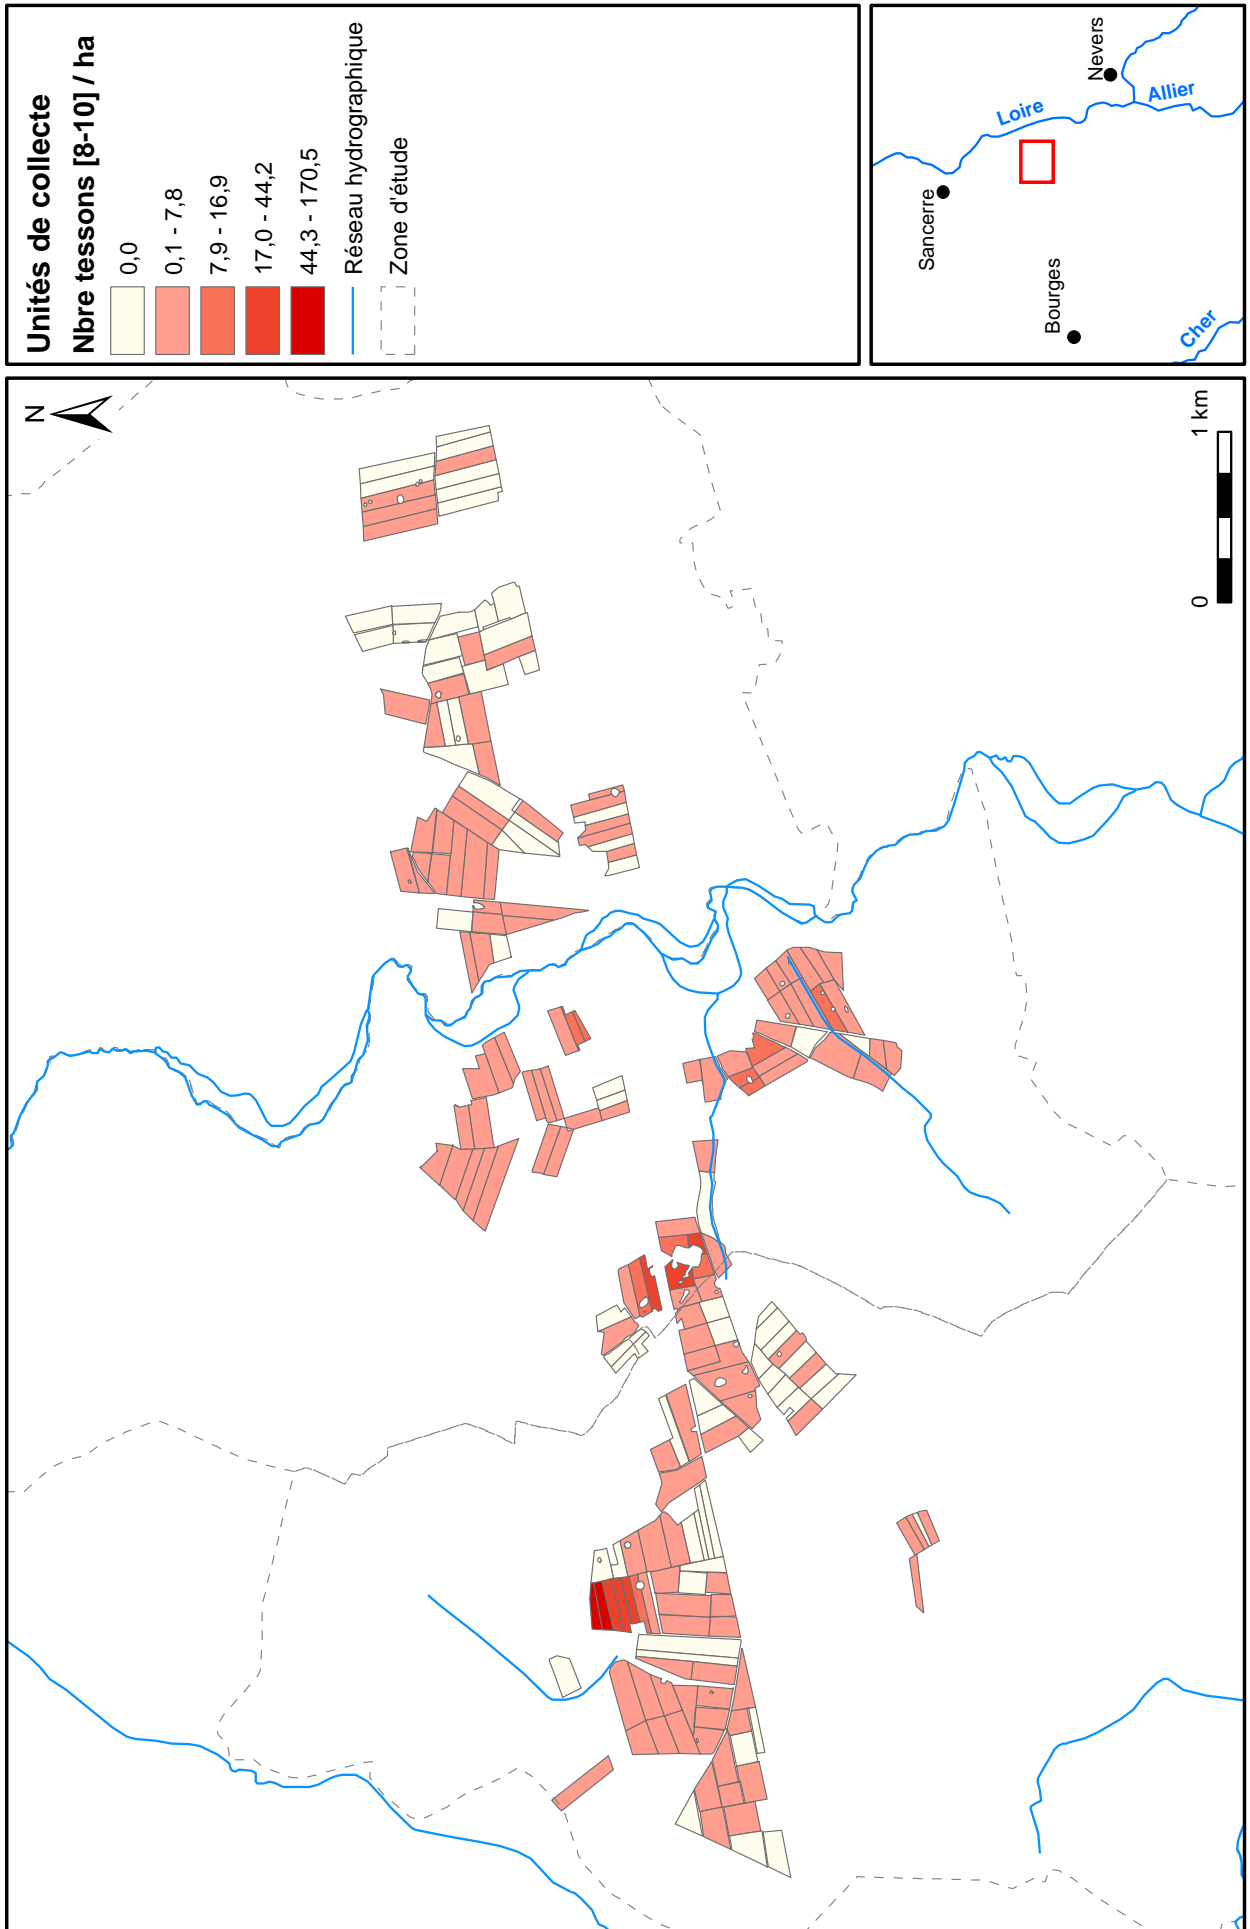 Unités de collecte
Nbre tessons [8-10] / ha
0,0
0,1 - 7,8
7,9 - 16,9
17,0 - 44,2
44,3 - 170,5
Réseau hydrographique
Zone d'étude
N
0
1 km
Sancerre
Bourges
Nevers
Loire
Allier
Cher